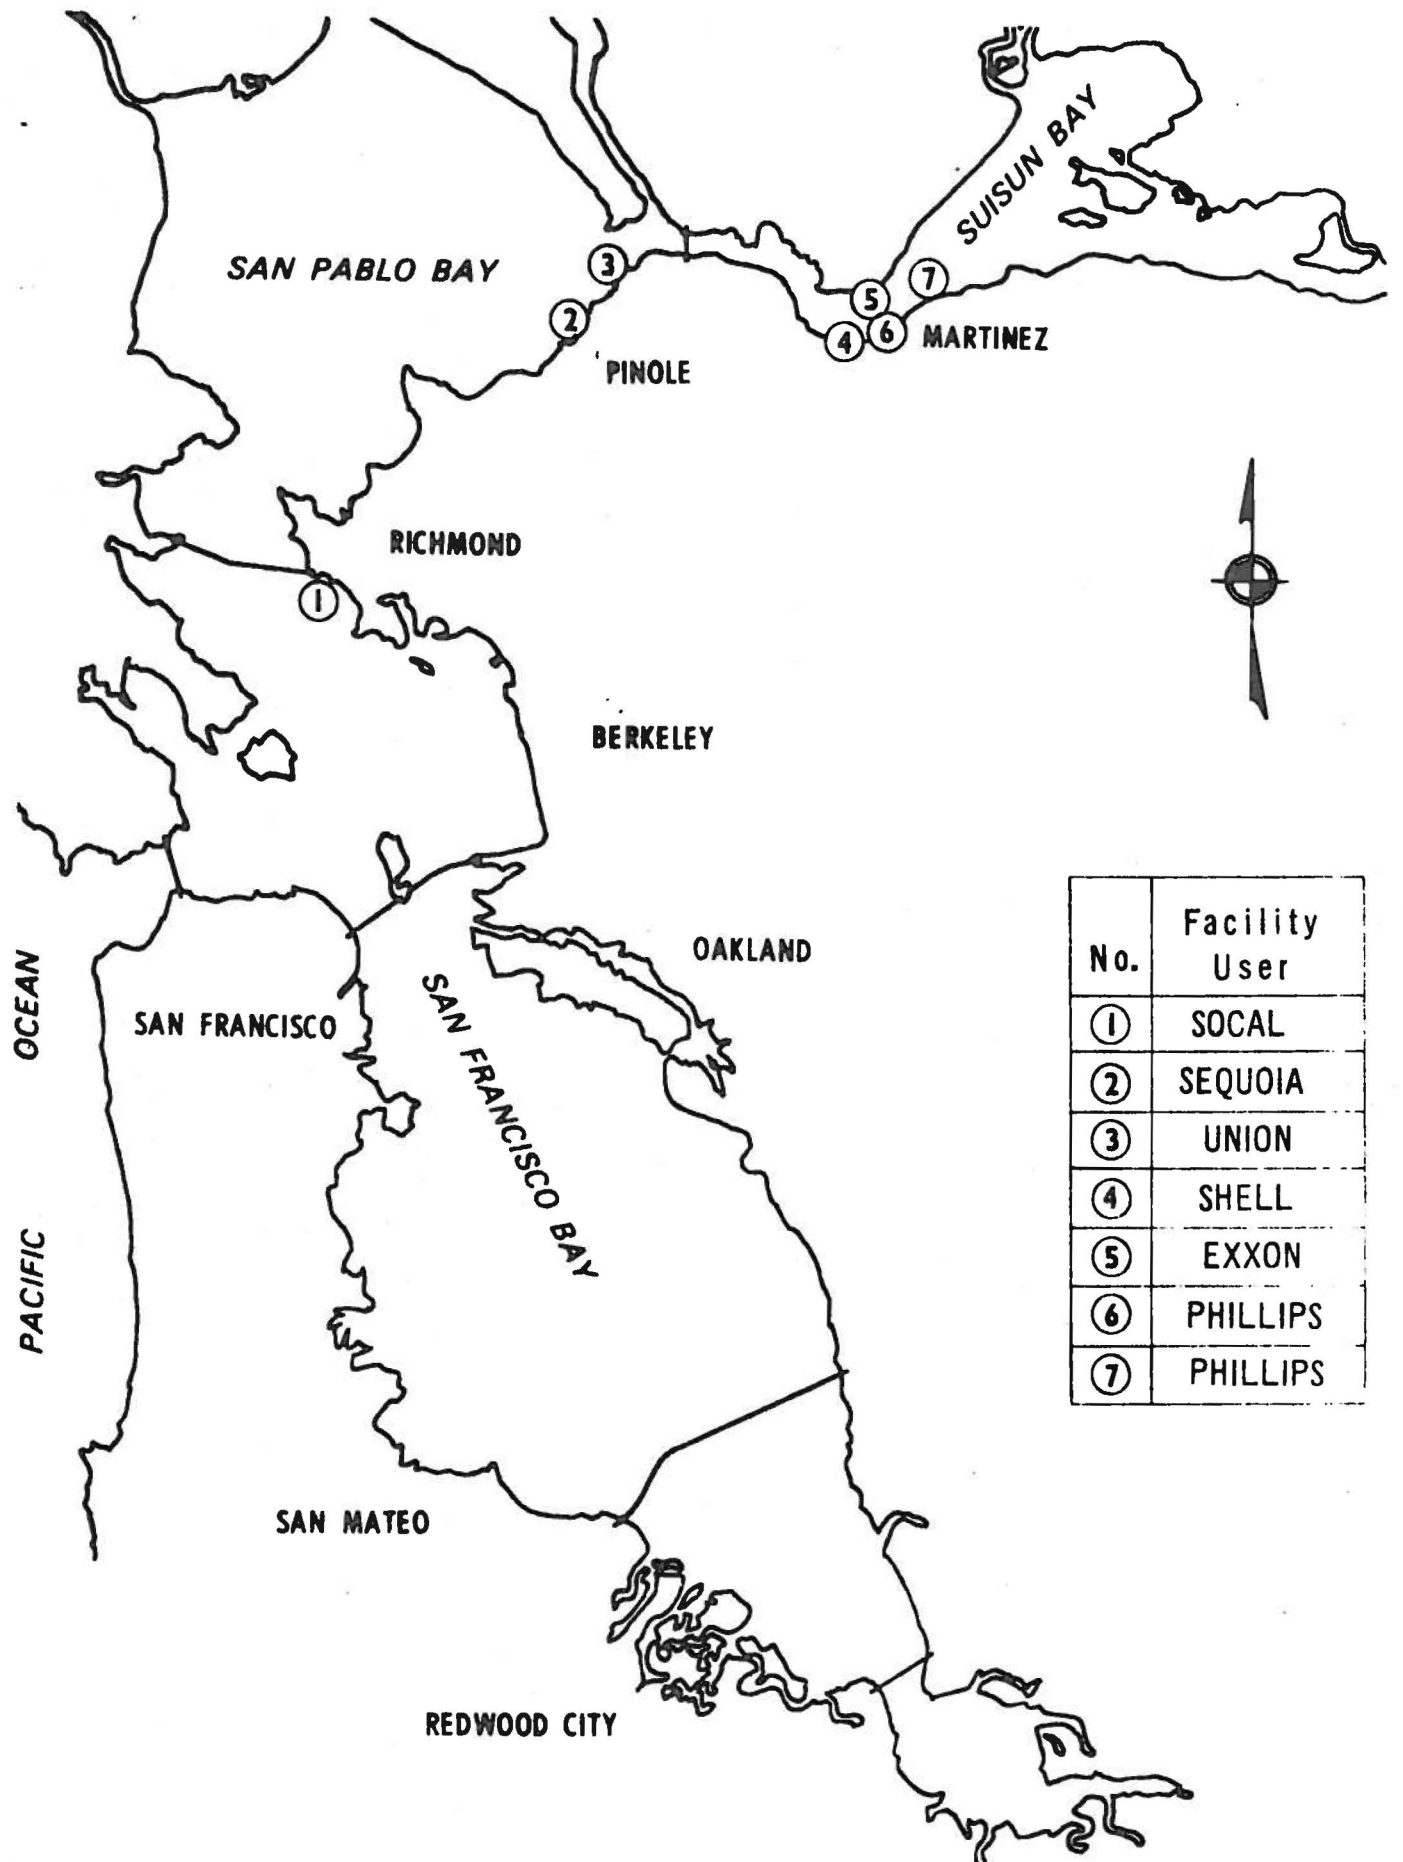 SUISUN BAY
SAN PABLO BAY
3
7
5
2
6
4
MARTINEZ
PINOLE
RICHMOND
1
BERKELEY
OAKLAND
SAN FRANCISCO
SAN FRANCISCO BAY
PACIFIC OCEAN
SAN MATEO
REDWOOD CITY
No. Facility User
1 SOCAL
2 SEQUOIA
3 UNION
4 SHELL
5 EXXON
6 PHILLIPS
7 PHILLIPS